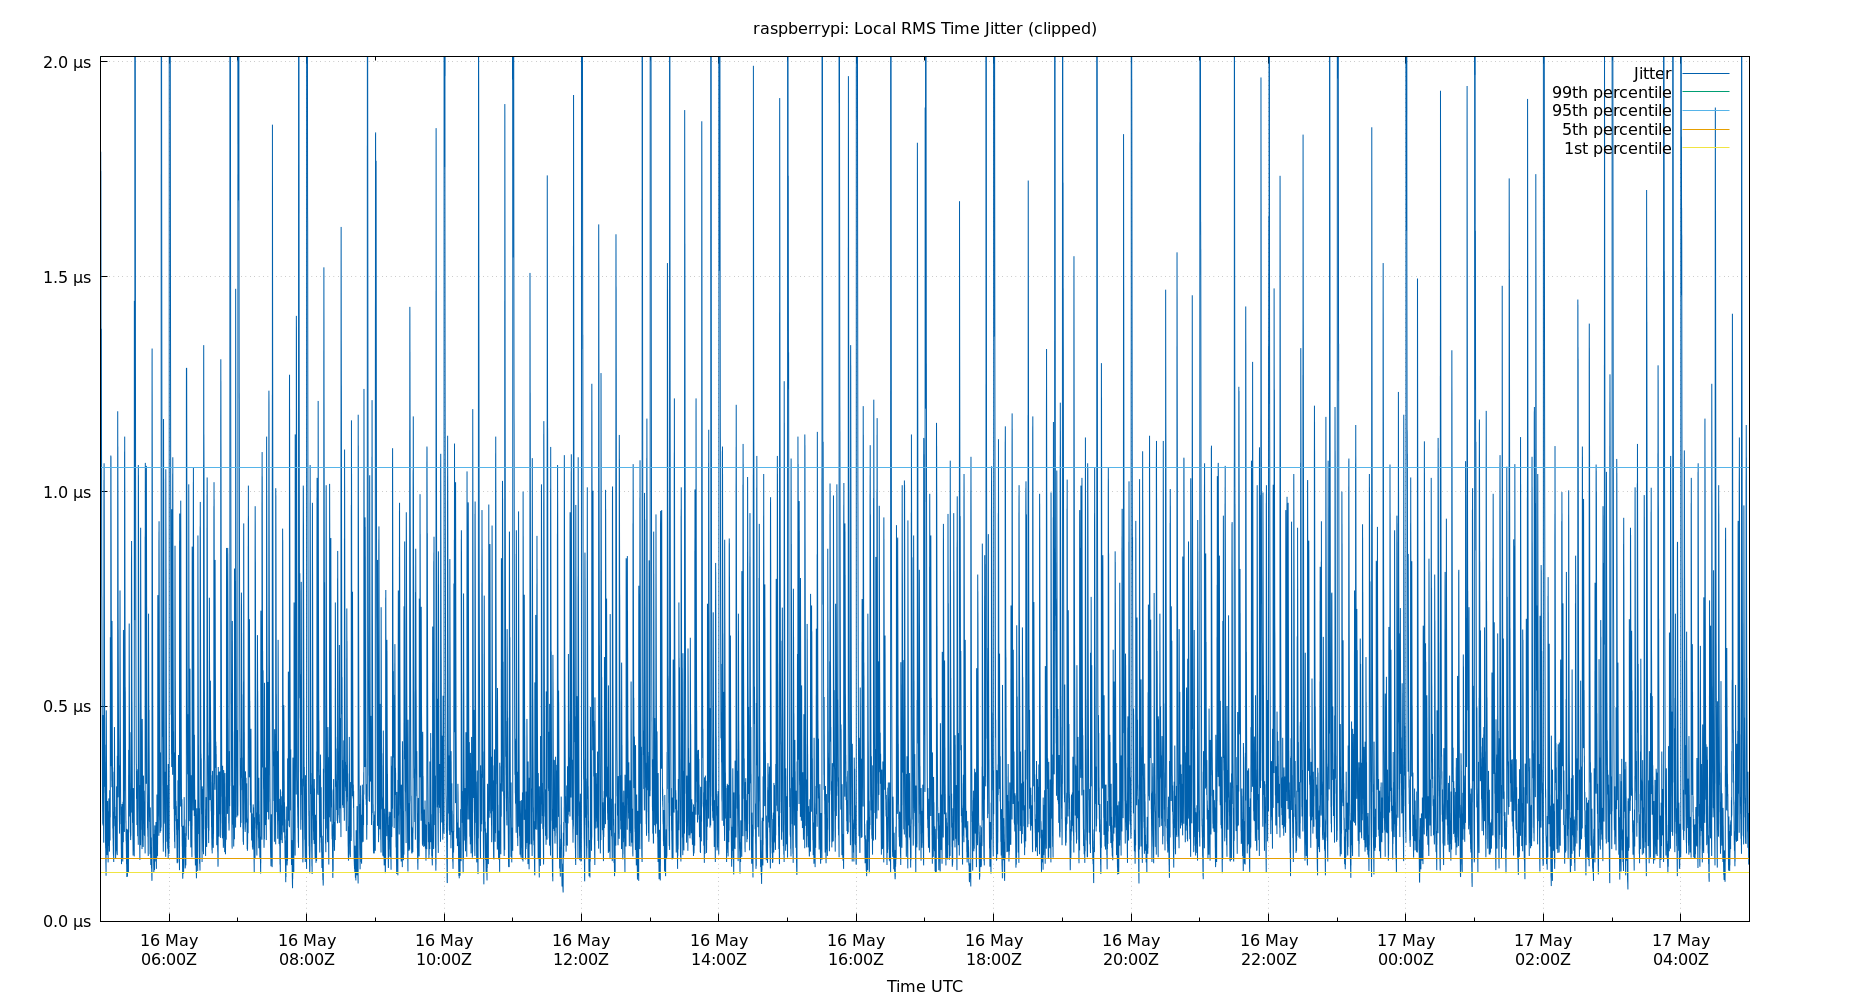 raspberrypi: Local RMS Time Jitter (clipped)
2.0 µs
1.5 µs
1.0 µs
0.5 µs
0.0 µs
Jitter
99th percentile
95th percentile
5th percentile
1st percentile
16 May 16 May 16 May 16 May 16 May 16 May 16 May 16 May 16 May 17 May 17 May 17 May
06:00Z 08:00Z 10:00Z 12:00Z 14:00Z 16:00Z 18:00Z 20:00Z 22:00Z 00:00Z 02:00Z 04:00Z
Time UTC